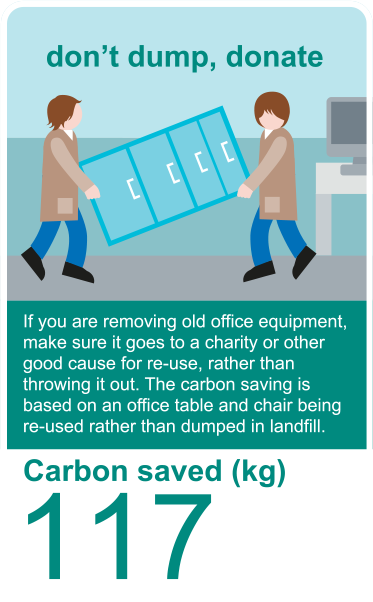 don't dump, donate
If you are removing old office equipment,
make sure it goes to a charity or other
good cause for re-use, rather than
throwing it out. The carbon saving is
based on an office table and chair being
re-used rather than dumped in landfill.
Carbon saved (kg)
117